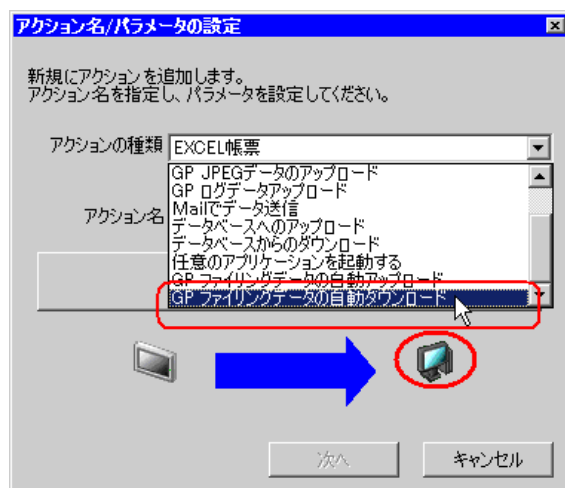 アクション名/パラメータの設定
新規にアクションを追加します。
アクション名を指定し、パラメータを設定してください。
アクションの種類 EXCEL帳票
GP JPEGデータのアップロード
GP ログデータアップロード
Mailでデータ送信
アクション名
データベースへのアップロード
データベースからのダウンロード
任意のアプリケーションを起動する
GP ファイリングデータの自動アップロード
GP ファイリングデータの自動ダウンロード
次へ キャンセル